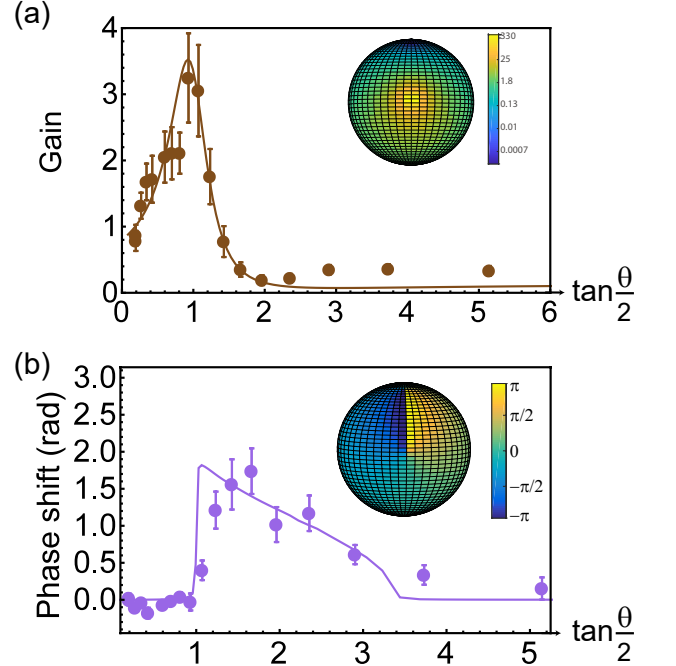 (a)
4
3
2
1
0
Gain
330
25
1.8
0.13
0.01
0.0007
0 1 2 3 4 5 6
tan θ/2
(b)
3.0
2.5
2.0
1.5
1.0
0.5
0.0
Phase shift (rad)
π
π/2
0
−π/2
−π
1 2 3 4 5
tan θ/2